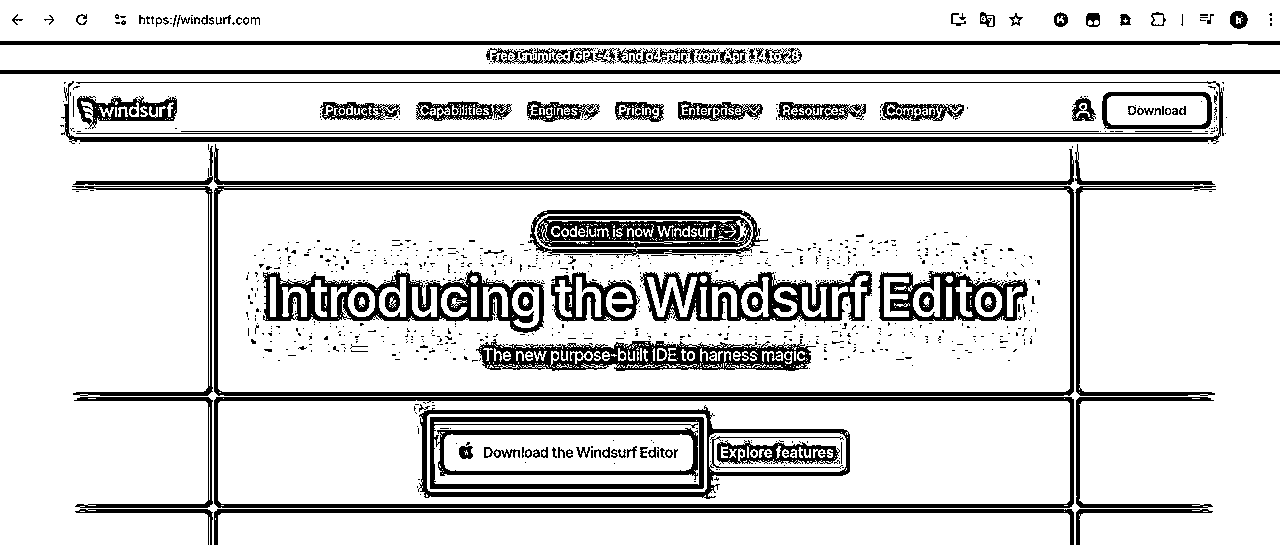 https://windsurf.com
Free unlimited GPT-4.1 and o4-mini from Apr 14 to 28
windsurf Products Capabilities Engines Pricing Enterprise Resources Company Download
Codeium is now Windsurf →
Introducing the Windsurf Editor
The new purpose-built IDE to harness magic
Download the Windsurf Editor Explore features